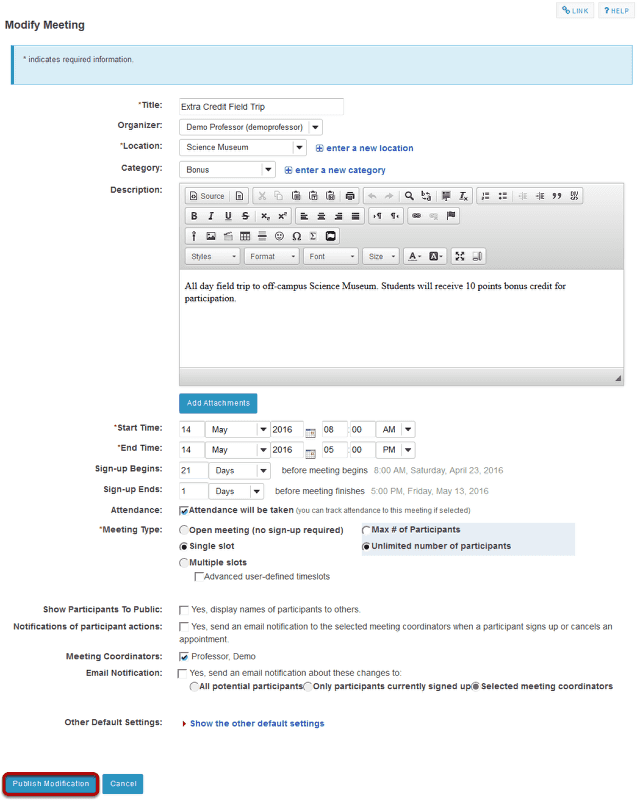 LINK ? HELP
Modify Meeting
* indicates required information.
*Title: Extra Credit Field Trip
Organizer: Demo Professor (demoprofessor)
*Location: Science Museum enter a new location
Category: Bonus enter a new category
Description:
Source
B I U S x₂ x²
Styles Format Font Size A A
All day field trip to off-campus Science Museum. Students will receive 10 points bonus credit for
participation.
Add Attachments
*Start Time: 14 May 2016 08 : 00 AM
*End Time: 14 May 2016 05 : 00 PM
Sign-up Begins: 21 Days before meeting begins 8:00 AM, Saturday, April 23, 2016
Sign-up Ends: 1 Days before meeting finishes 5:00 PM, Friday, May 13, 2016
Attendance: Attendance will be taken (you can track attendance to this meeting if selected)
*Meeting Type: Open meeting (no sign-up required) Max # of Participants
Single slot Unlimited number of participants
Multiple slots
Advanced user-defined timeslots
Show Participants To Public: Yes, display names of participants to others.
Notifications of participant actions: Yes, send an email notification to the selected meeting coordinators when a participant signs up or cancels an
appointment.
Meeting Coordinators: Professor, Demo
Email Notification: Yes, send an email notification about these changes to:
All potential participants Only participants currently signed up Selected meeting coordinators
Other Default Settings: Show the other default settings
Publish Modification Cancel